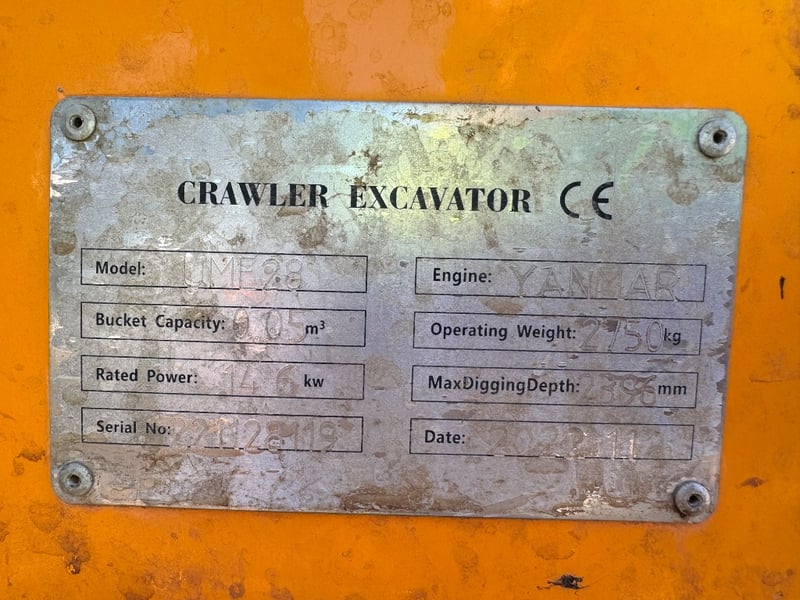 CRAWLER EXCAVATOR CE
Model: UME28
Engine: YANMAR
Bucket Capacity: 0.05 m³
Operating Weight: 2750 kg
Rated Power: 14.6 kw
MaxDiggingDepth: mm
Serial No:
Date: